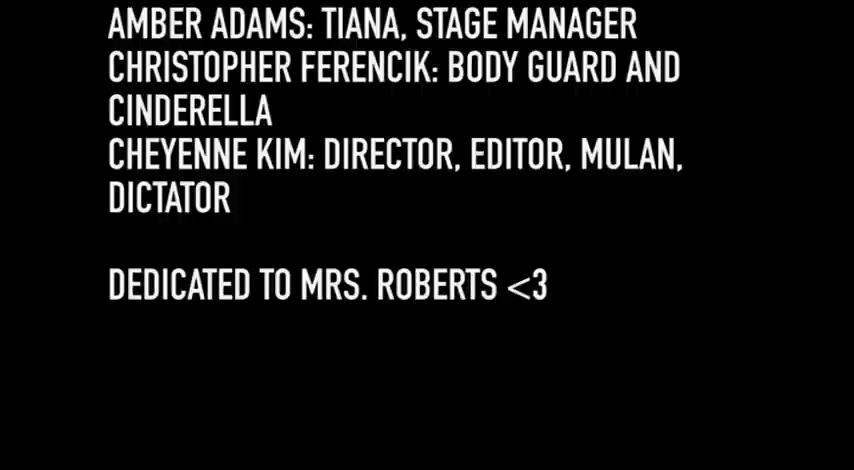 AMBER ADAMS: TIANA, STAGE MANAGER
CHRISTOPHER FERENCIK: BODY GUARD AND
CINDERELLA
CHEYENNE KIM: DIRECTOR, EDITOR, MULAN,
DICTATOR
DEDICATED TO MRS. ROBERTS <3